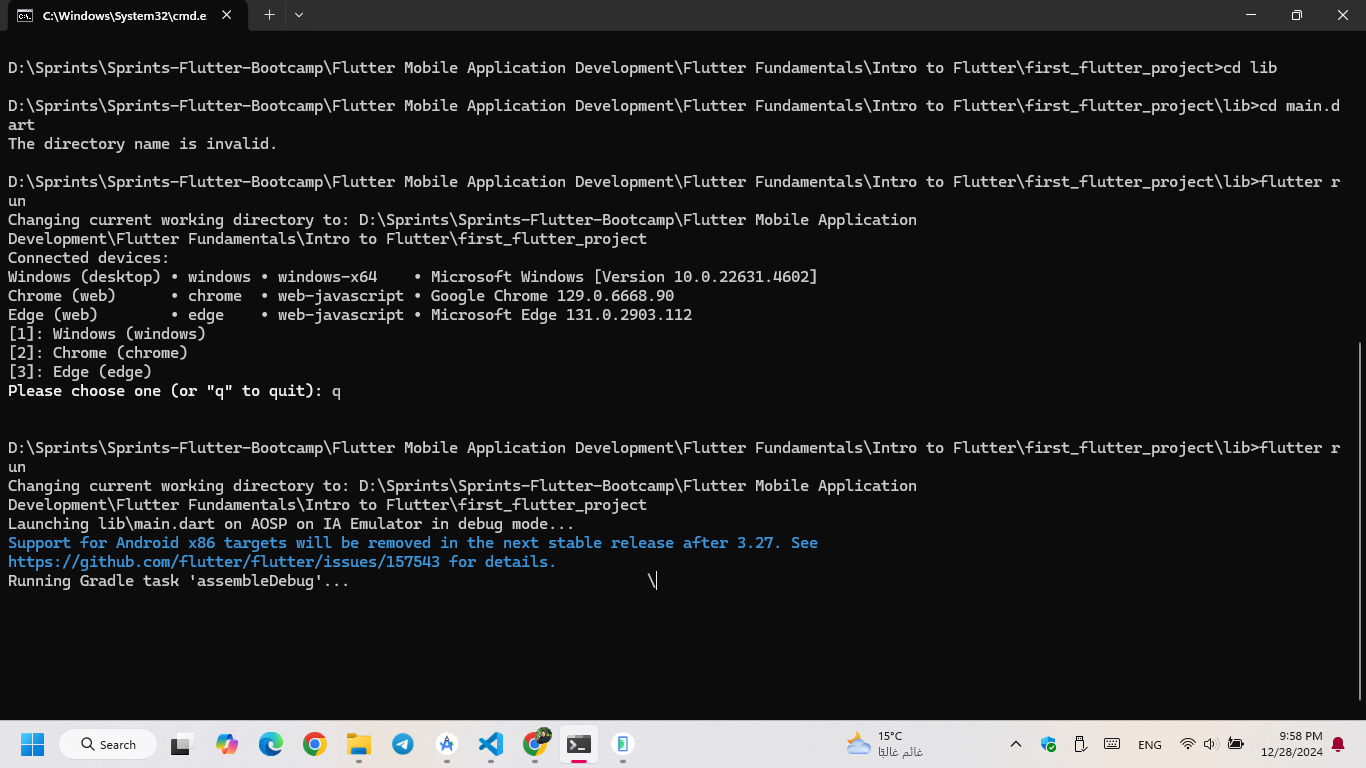 C:\Windows\System32\cmd.e
D:\Sprints\Sprints-Flutter-Bootcamp\Flutter Mobile Application Development\Flutter Fundamentals\Intro to Flutter\first_flutter_project>cd lib
D:\Sprints\Sprints-Flutter-Bootcamp\Flutter Mobile Application Development\Flutter Fundamentals\Intro to Flutter\first_flutter_project\lib>cd main.d
art
The directory name is invalid.
D:\Sprints\Sprints-Flutter-Bootcamp\Flutter Mobile Application Development\Flutter Fundamentals\Intro to Flutter\first_flutter_project\lib>flutter r
un
Changing current working directory to: D:\Sprints\Sprints-Flutter-Bootcamp\Flutter Mobile Application
Development\Flutter Fundamentals\Intro to Flutter\first_flutter_project
Connected devices:
Windows (desktop) • windows • windows-x64    • Microsoft Windows [Version 10.0.22631.4602]
Chrome (web)      • chrome  • web-javascript • Google Chrome 129.0.6668.90
Edge (web)        • edge    • web-javascript • Microsoft Edge 131.0.2903.112
[1]: Windows (windows)
[2]: Chrome (chrome)
[3]: Edge (edge)
Please choose one (or "q" to quit): q
D:\Sprints\Sprints-Flutter-Bootcamp\Flutter Mobile Application Development\Flutter Fundamentals\Intro to Flutter\first_flutter_project\lib>flutter r
un
Changing current working directory to: D:\Sprints\Sprints-Flutter-Bootcamp\Flutter Mobile Application
Development\Flutter Fundamentals\Intro to Flutter\first_flutter_project
Launching lib\main.dart on AOSP on IA Emulator in debug mode...
Support for Android x86 targets will be removed in the next stable release after 3.27. See
https://github.com/flutter/flutter/issues/157543 for details.
Running Gradle task 'assembleDebug'...                                 \
Search
15°C
غائم غالبًا
ENG
9:58 PM
12/28/2024